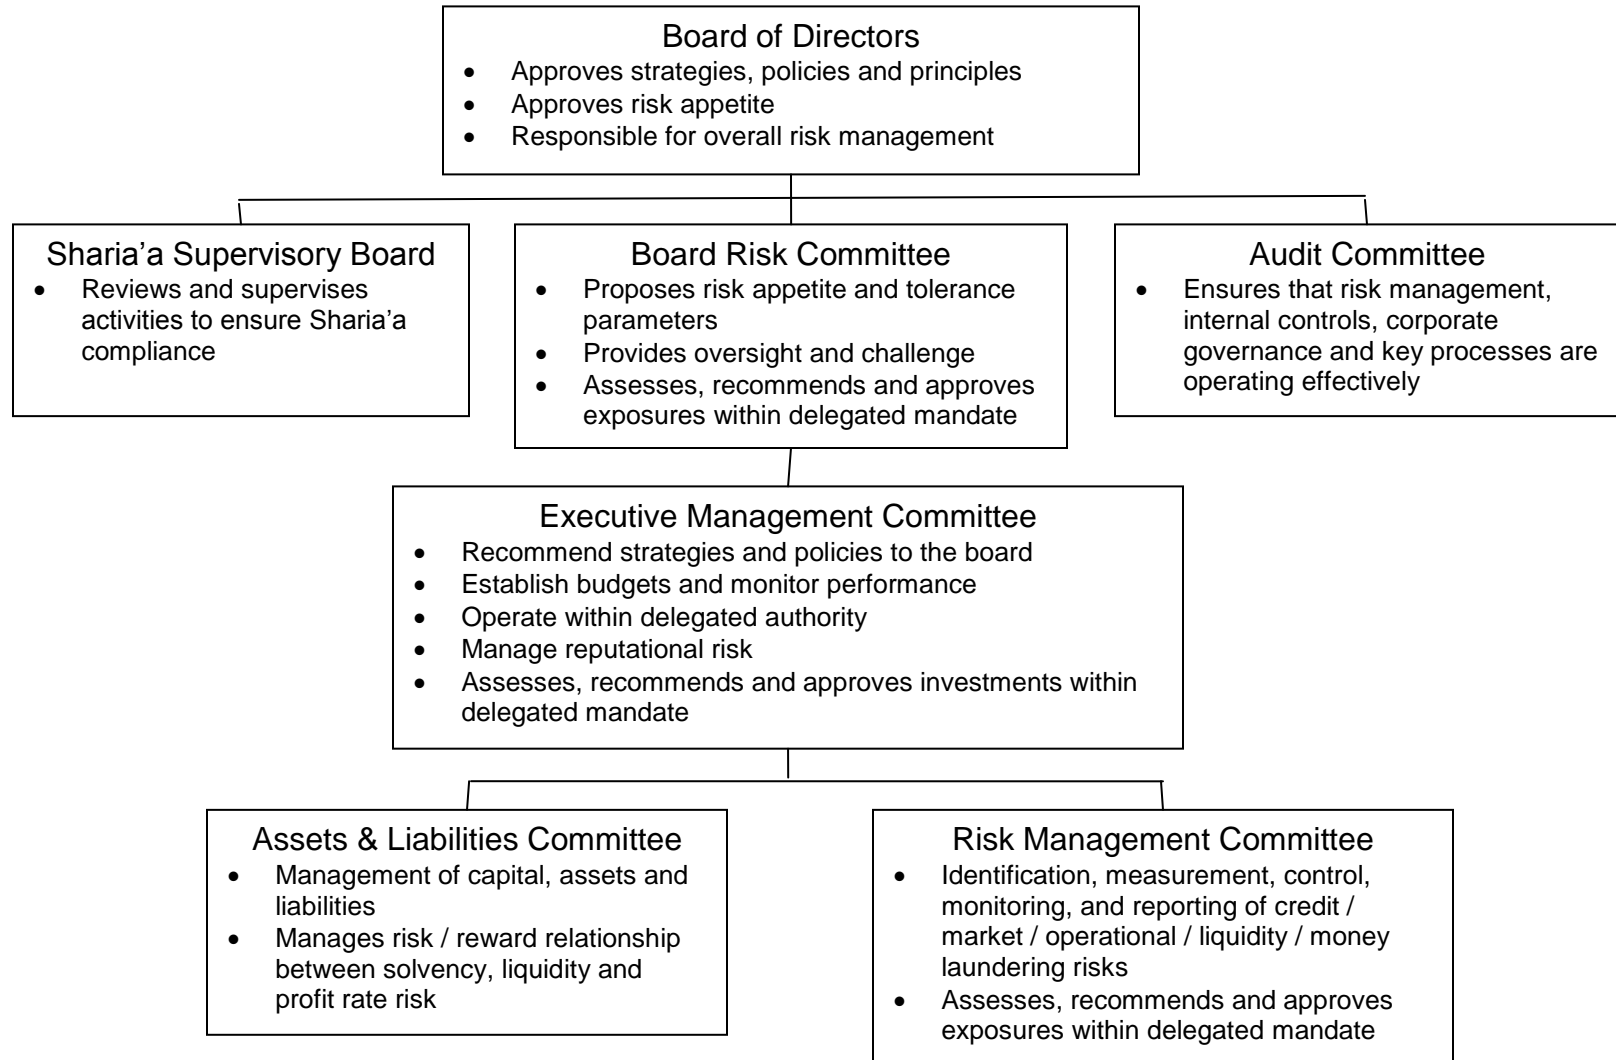 Board of Directors
• Approves strategies, policies and principles
• Approves risk appetite
• Responsible for overall risk management
Sharia’a Supervisory Board
• Reviews and supervises
activities to ensure Sharia’a
compliance
Board Risk Committee
• Proposes risk appetite and tolerance
parameters
• Provides oversight and challenge
• Assesses, recommends and approves
exposures within delegated mandate
Audit Committee
• Ensures that risk management,
internal controls, corporate
governance and key processes are
operating effectively
Executive Management Committee
• Recommend strategies and policies to the board
• Establish budgets and monitor performance
• Operate within delegated authority
• Manage reputational risk
• Assesses, recommends and approves investments within
delegated mandate
Assets & Liabilities Committee
• Management of capital, assets and
liabilities
• Manages risk / reward relationship
between solvency, liquidity and
profit rate risk
Risk Management Committee
• Identification, measurement, control,
monitoring, and reporting of credit /
market / operational / liquidity / money
laundering risks
• Assesses, recommends and approves
exposures within delegated mandate